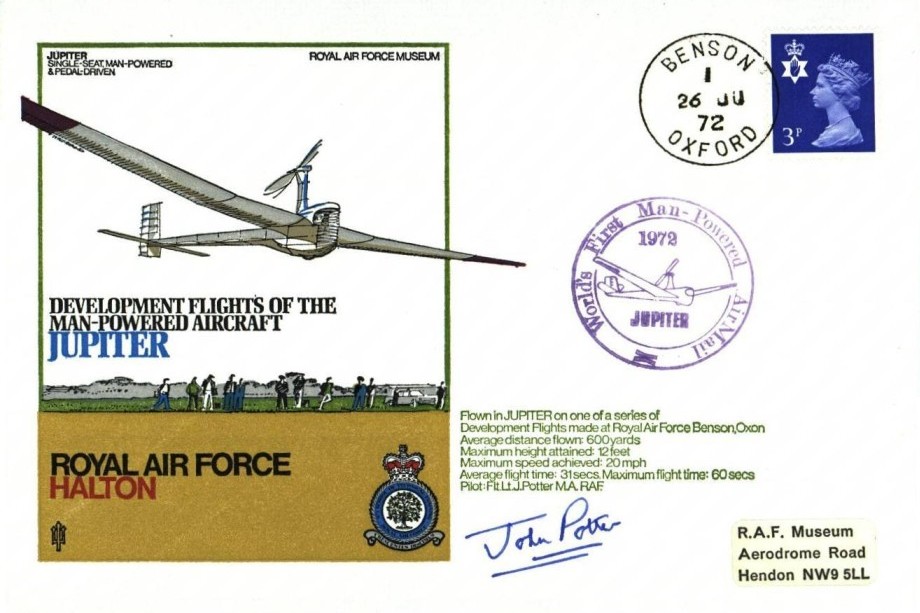 JUPITER
SINGLE-SEAT, MAN-POWERED
& PEDAL-DRIVEN
ROYAL AIR FORCE MUSEUM
BENSON
1
26 JU
72
OXFORD
3P
World's First Man-Powered AirMail
1972
JUPITER
DEVELOPMENT FLIGHTS OF THE
MAN-POWERED AIRCRAFT
JUPITER
ROYAL AIR FORCE
HALTON
Flown in JUPITER on one of a series of
Development Flights made at Royal Air Force Benson, Oxon
Average distance flown: 600 yards
Maximum height attained: 12 feet
Maximum speed achieved: 20 mph
Average flight time: 31 secs. Maximum flight time: 60 secs
Pilot: Flt. Lt. J. Potter M.A. RAF
John Potter
R.A.F. Museum
Aerodrome Road
Hendon NW9 5LL